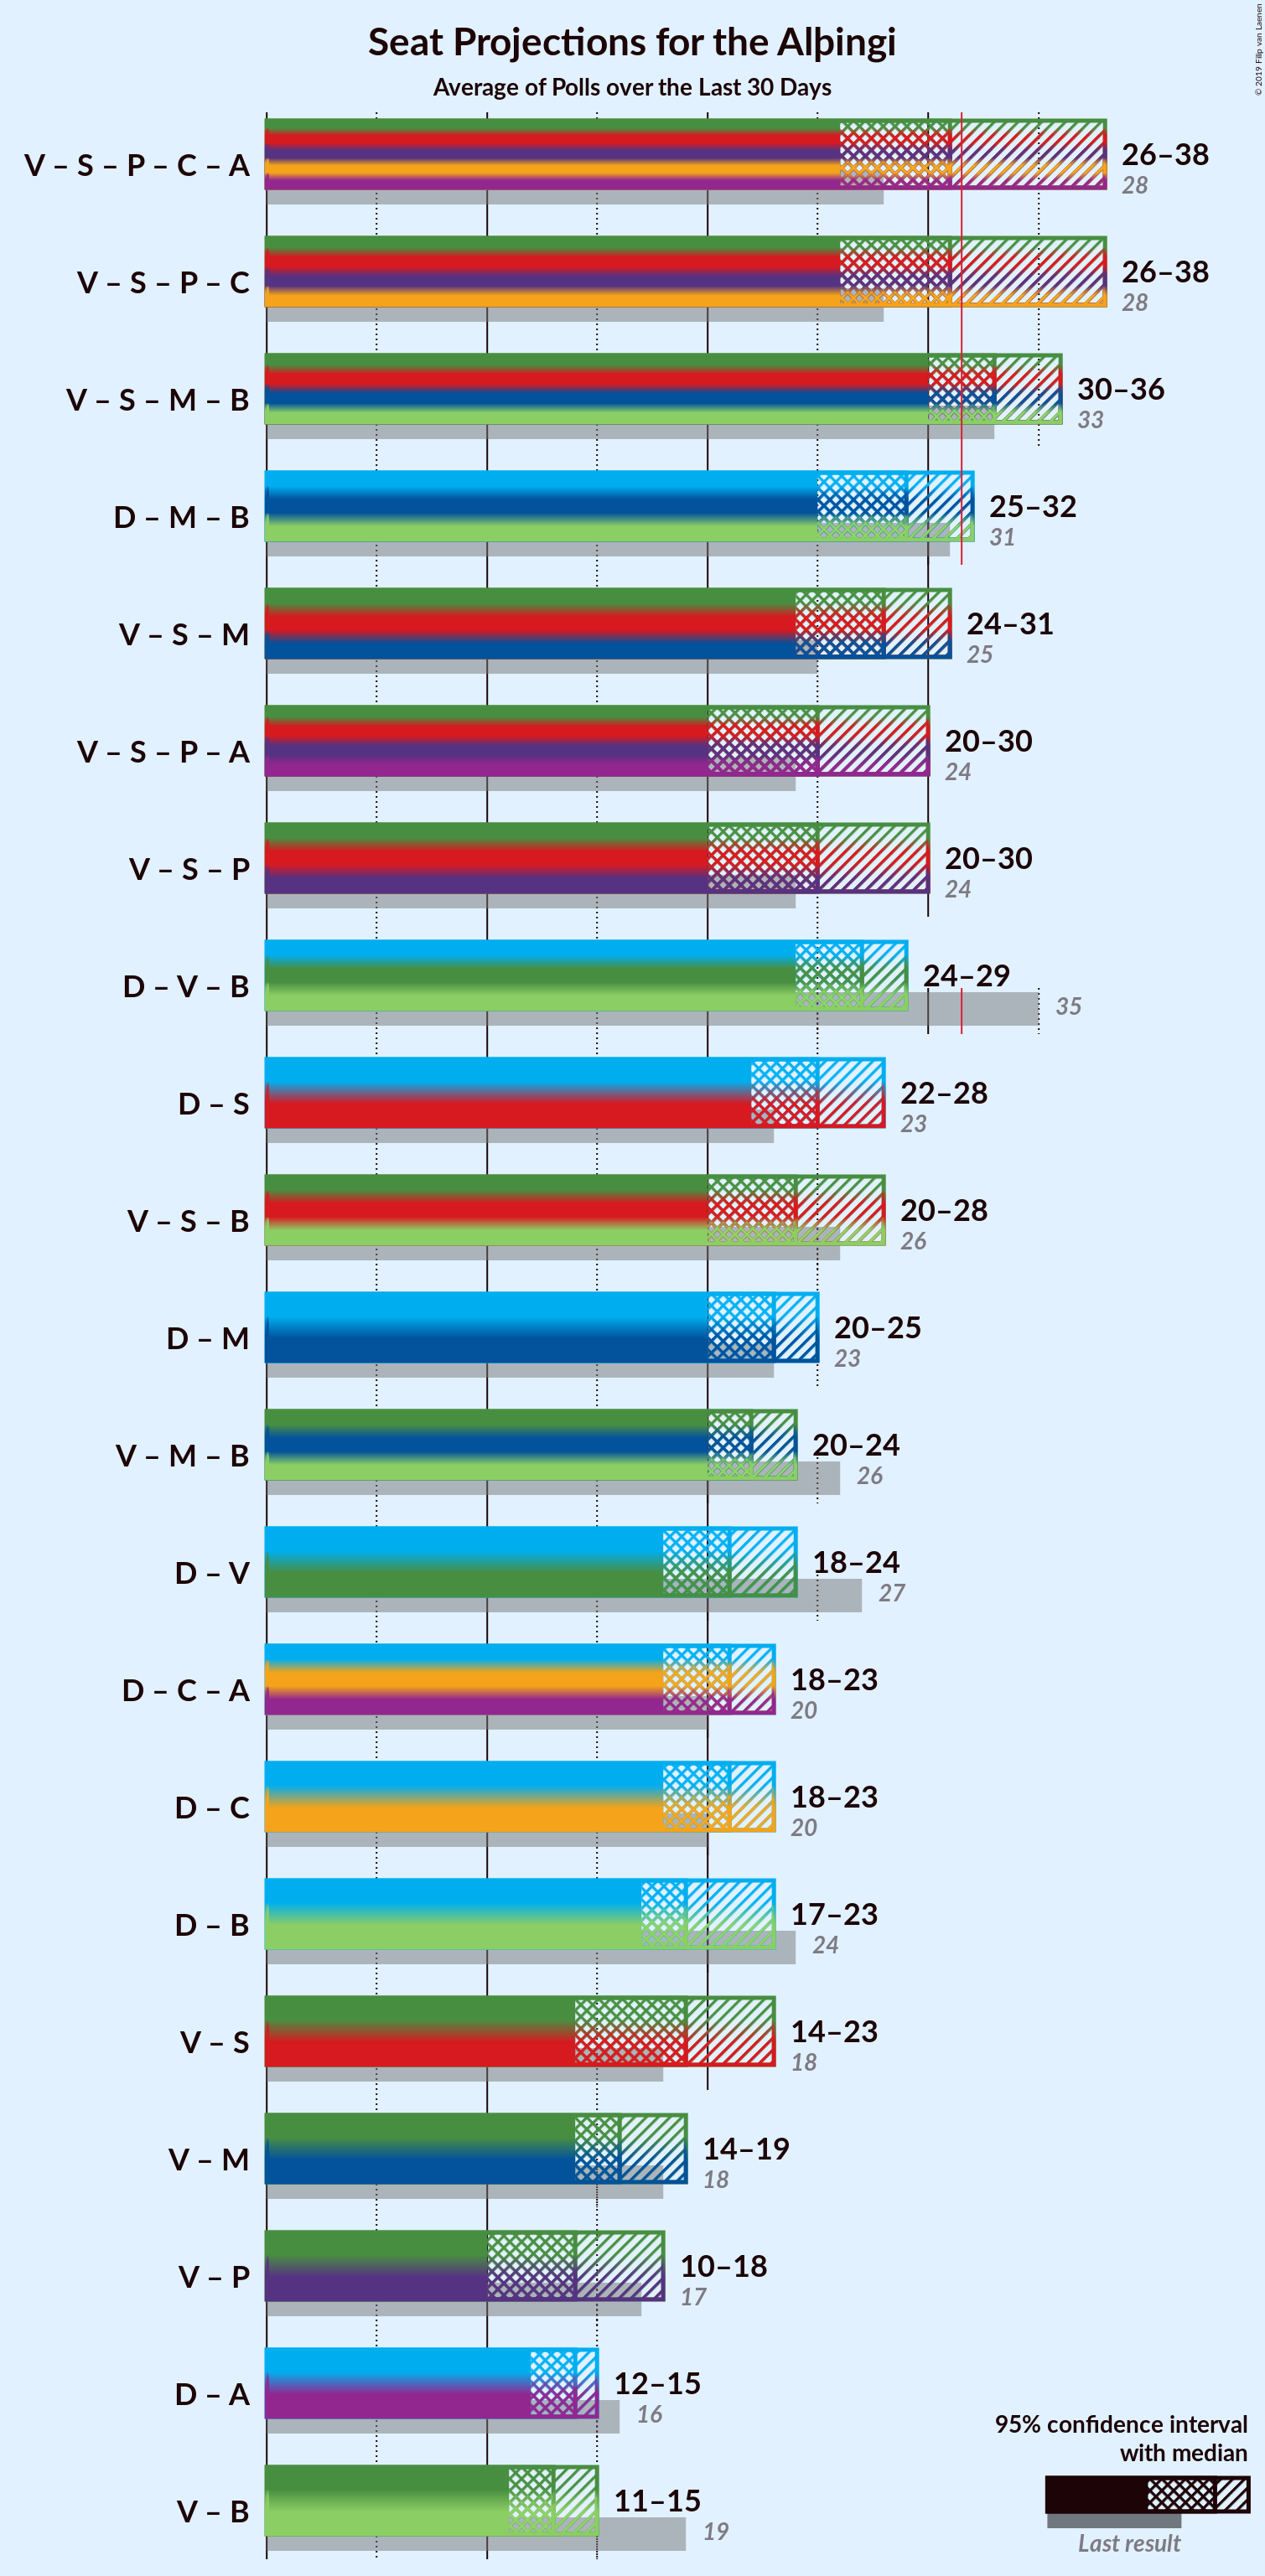 Seat Projections for the Alþingi
Average of Polls over the Last 30 Days
© 2019 Filip van Laenen
V – S – P – C – A
26–38
28
V – S – P – C
26–38
28
V – S – M – B
30–36
33
D – M – B
25–32
31
V – S – M
24–31
25
V – S – P – A
20–30
24
V – S – P
20–30
24
D – V – B
24–29
35
D – S
22–28
23
V – S – B
20–28
26
D – M
20–25
23
V – M – B
20–24
26
D – V
18–24
27
D – C – A
18–23
20
D – C
18–23
20
D – B
17–23
24
V – S
14–23
18
V – M
14–19
18
V – P
10–18
17
D – A
12–15
16
V – B
11–15
19
95% confidence interval
with median
Last result